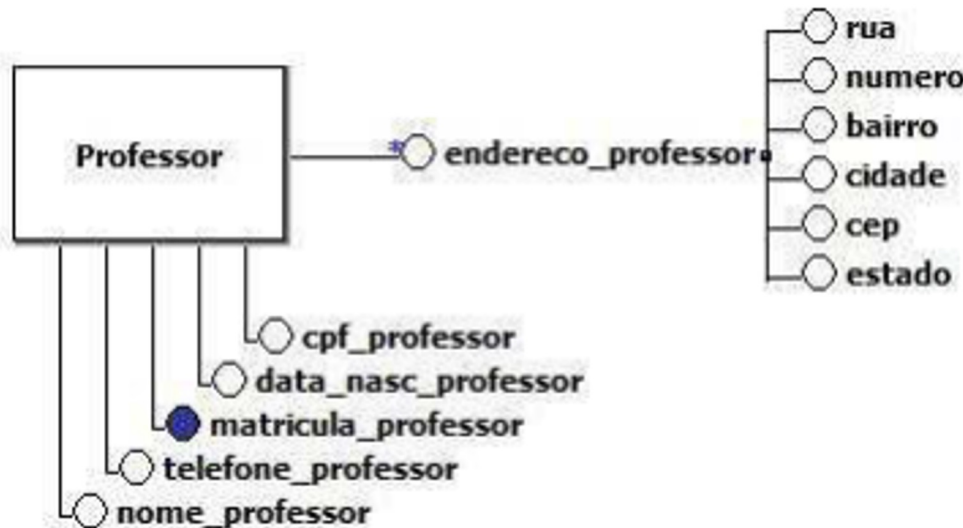 Professor
* endereco_professor
rua
numero
bairro
cidade
cep
estado
cpf_professor
data_nasc_professor
matricula_professor
telefone_professor
nome_professor